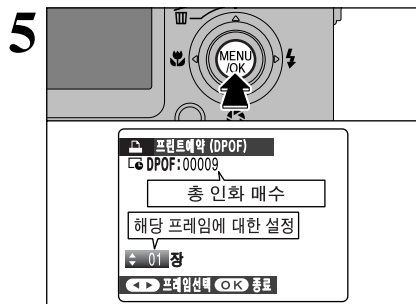 5
MENU
/OK
프린트예약 (DPOF)
DPOF:00009
총 인화 매수
해당 프레임에 대한 설정
01 장
프레임선택 OK 종료